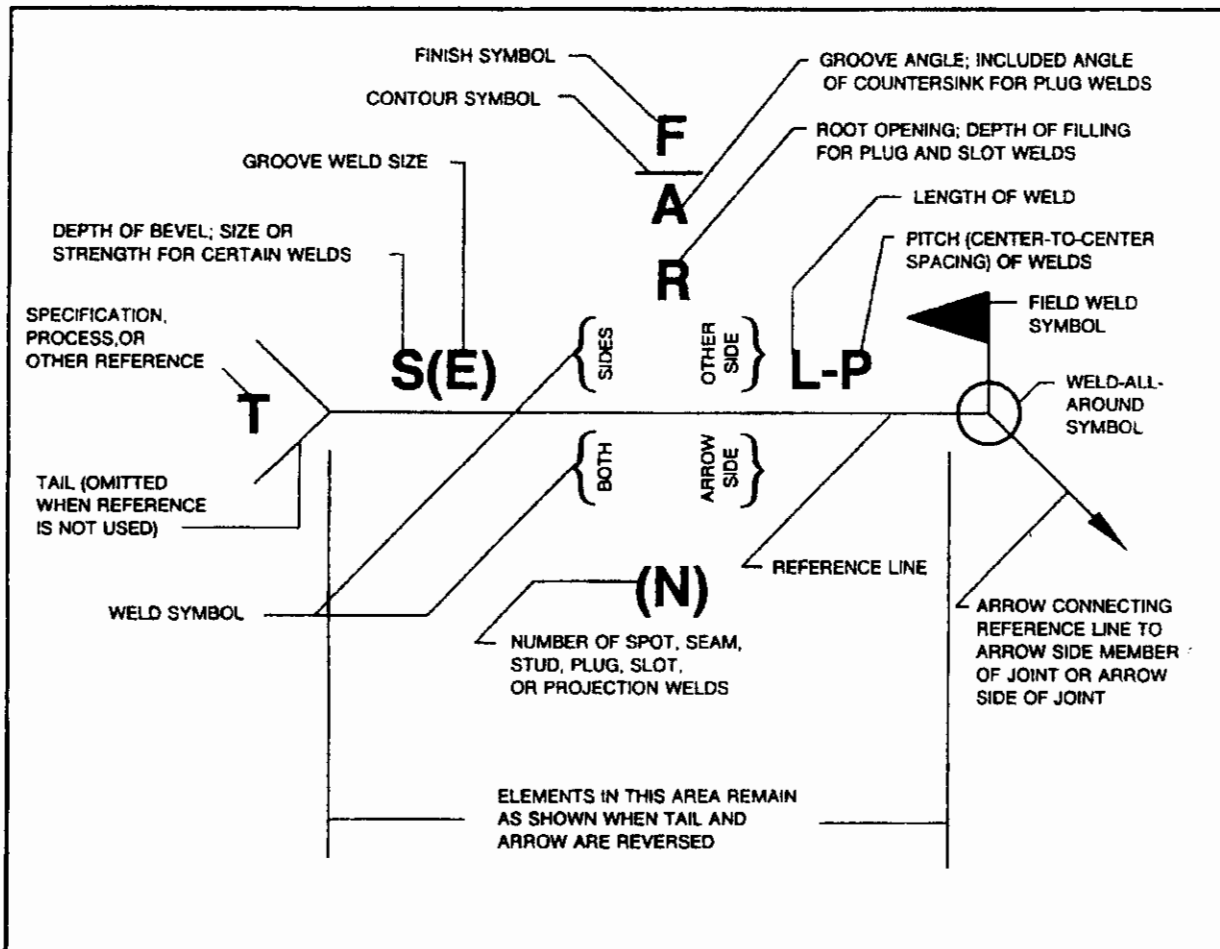 FINISH SYMBOL
CONTOUR SYMBOL
GROOVE WELD SIZE
DEPTH OF BEVEL; SIZE OR
STRENGTH FOR CERTAIN WELDS
SPECIFICATION,
PROCESS,OR
OTHER REFERENCE
T
TAIL (OMITTED
WHEN REFERENCE
IS NOT USED)
WELD SYMBOL
S(E)
F
A
R
GROOVE ANGLE; INCLUDED ANGLE
OF COUNTERSINK FOR PLUG WELDS
ROOT OPENING; DEPTH OF FILLING
FOR PLUG AND SLOT WELDS
LENGTH OF WELD
PITCH (CENTER-TO-CENTER
SPACING) OF WELDS
FIELD WELD
SYMBOL
WELD-ALL-
AROUND
SYMBOL
SIDES
OTHER
SIDE
L-P
BOTH
ARROW
SIDE
REFERENCE LINE
(N)
NUMBER OF SPOT, SEAM,
STUD, PLUG, SLOT,
OR PROJECTION WELDS
ARROW CONNECTING
REFERENCE LINE TO
ARROW SIDE MEMBER
OF JOINT OR ARROW
SIDE OF JOINT
ELEMENTS IN THIS AREA REMAIN
AS SHOWN WHEN TAIL AND
ARROW ARE REVERSED